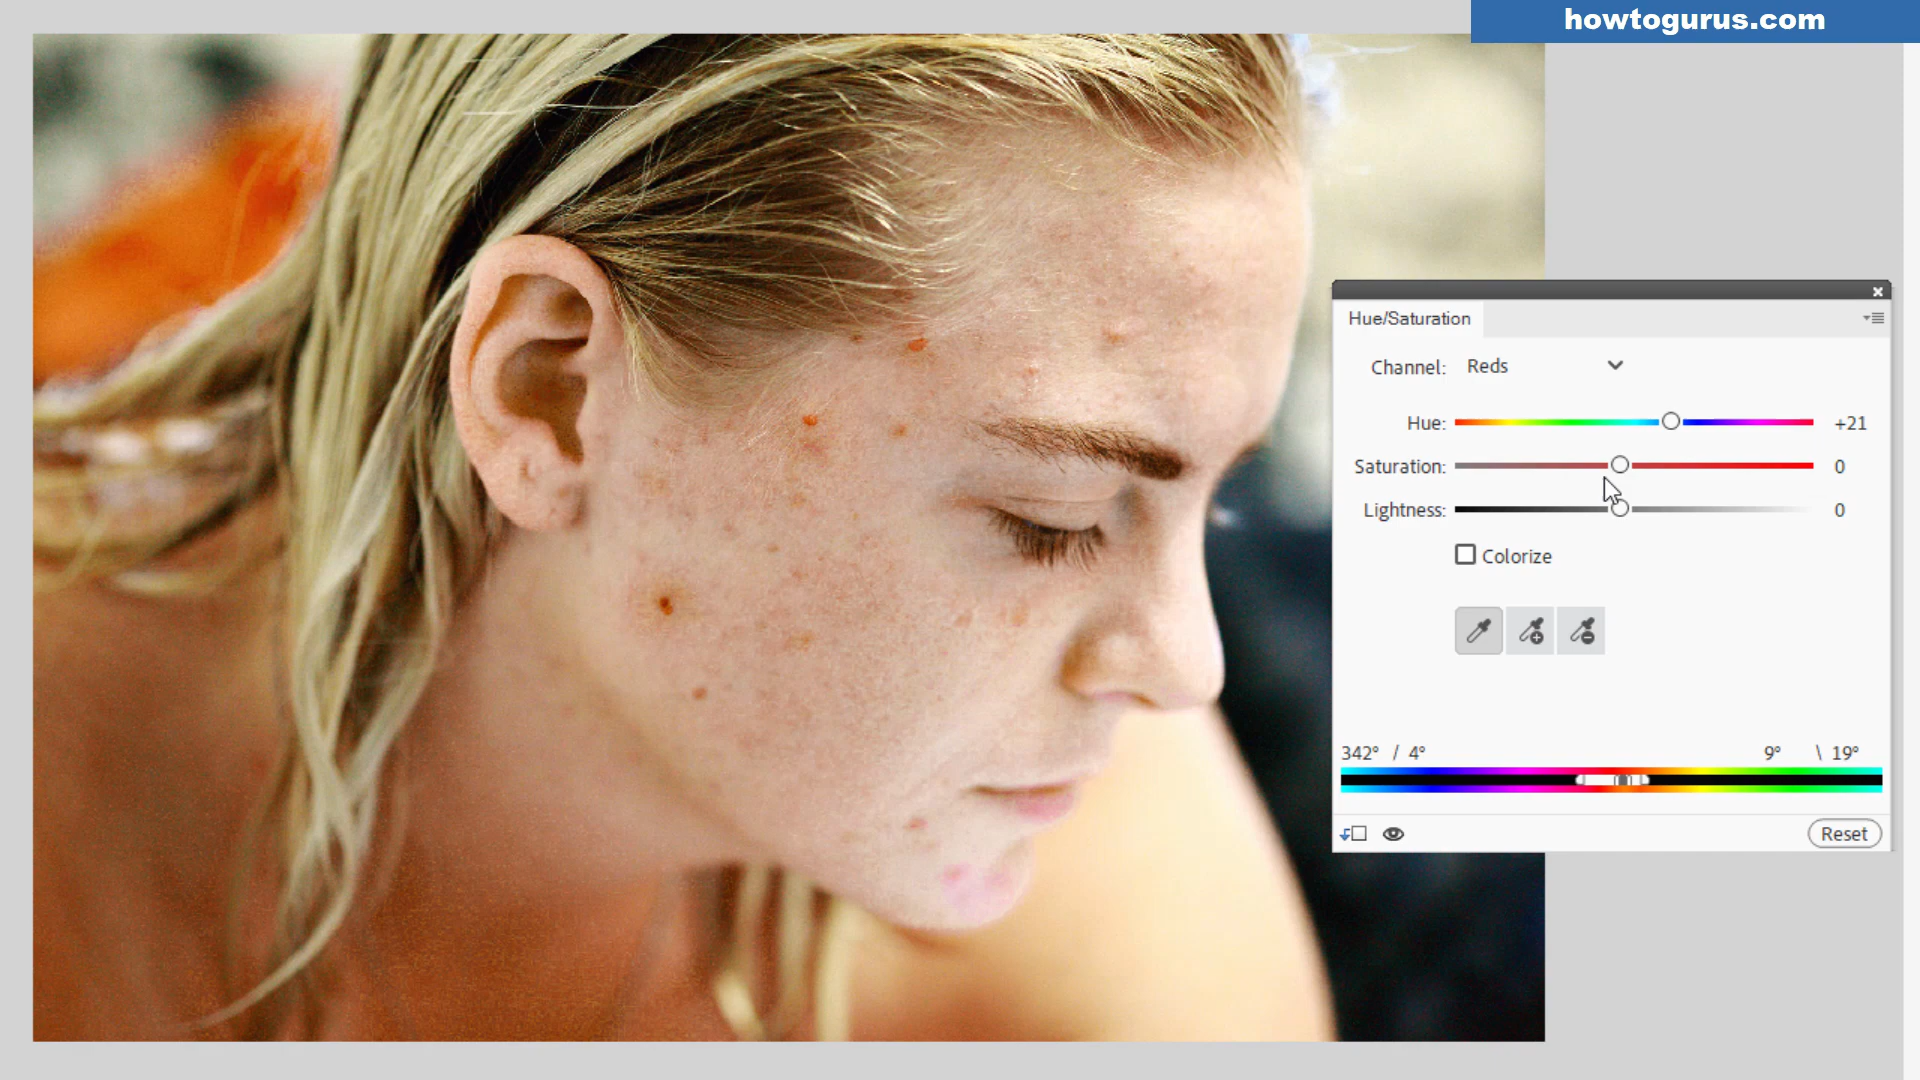 howtogurus.com
Hue/Saturation
Channel: Reds
Hue: +21
Saturation: 0
Lightness: 0
Colorize
342° / 4° 9° \ 19°
Reset